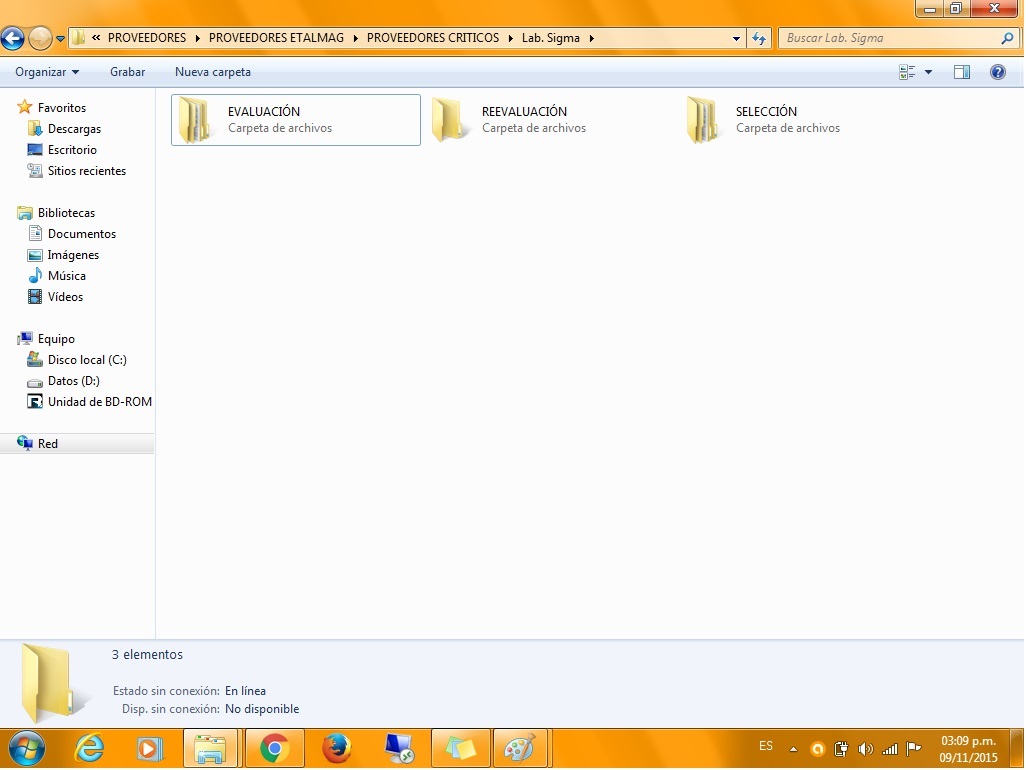 « PROVEEDORES PROVEEDORES ETALMAG PROVEEDORES CRITICOS Lab. Sigma
Buscar Lab. Sigma
Organizar Grabar Nueva carpeta
Favoritos
Descargas
Escritorio
Sitios recientes
Bibliotecas
Documentos
Imágenes
Música
Vídeos
Equipo
Disco local (C:)
Datos (D:)
Unidad de BD-ROM
Red
EVALUACIÓN
Carpeta de archivos
REEVALUACIÓN
Carpeta de archivos
SELECCIÓN
Carpeta de archivos
3 elementos
Estado sin conexión: En línea
Disp. sin conexión: No disponible
ES
03:09 p.m.
09/11/2015